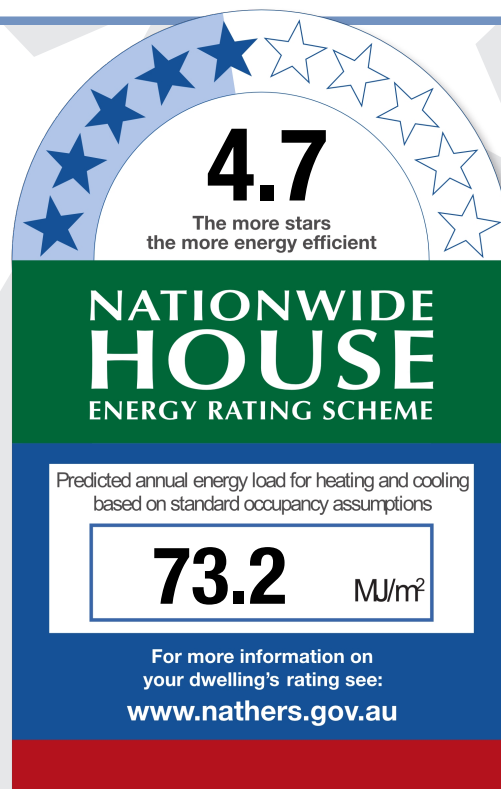 4.7
The more stars
the more energy efficient
NATIONWIDE
HOUSE
ENERGY RATING SCHEME
Predicted annual energy load for heating and cooling
based on standard occupancy assumptions
73.2 MJ/m²
For more information on
your dwelling's rating see:
www.nathers.gov.au